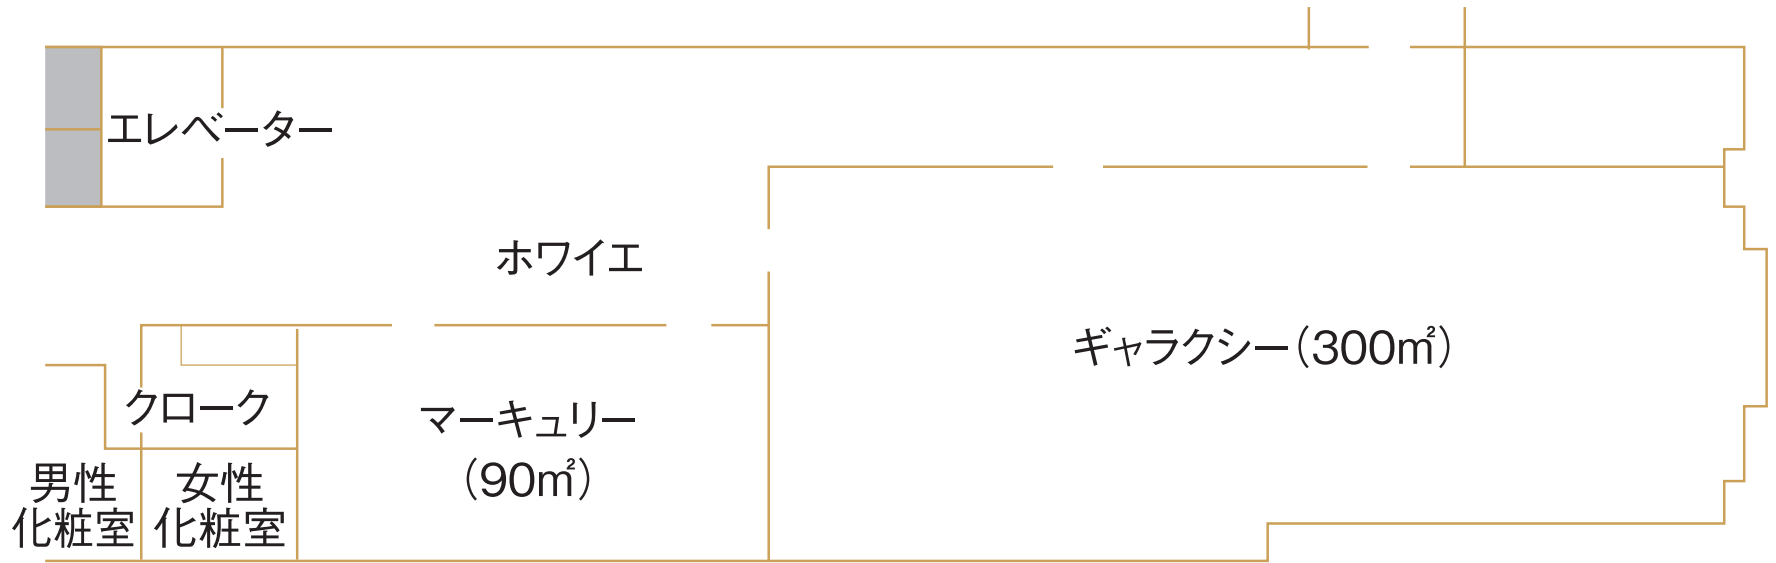 エレベーター
ホワイエ
ギャラクシー（300㎡）
クローク
マーキュリー
（90㎡）
男性
化粧室
女性
化粧室